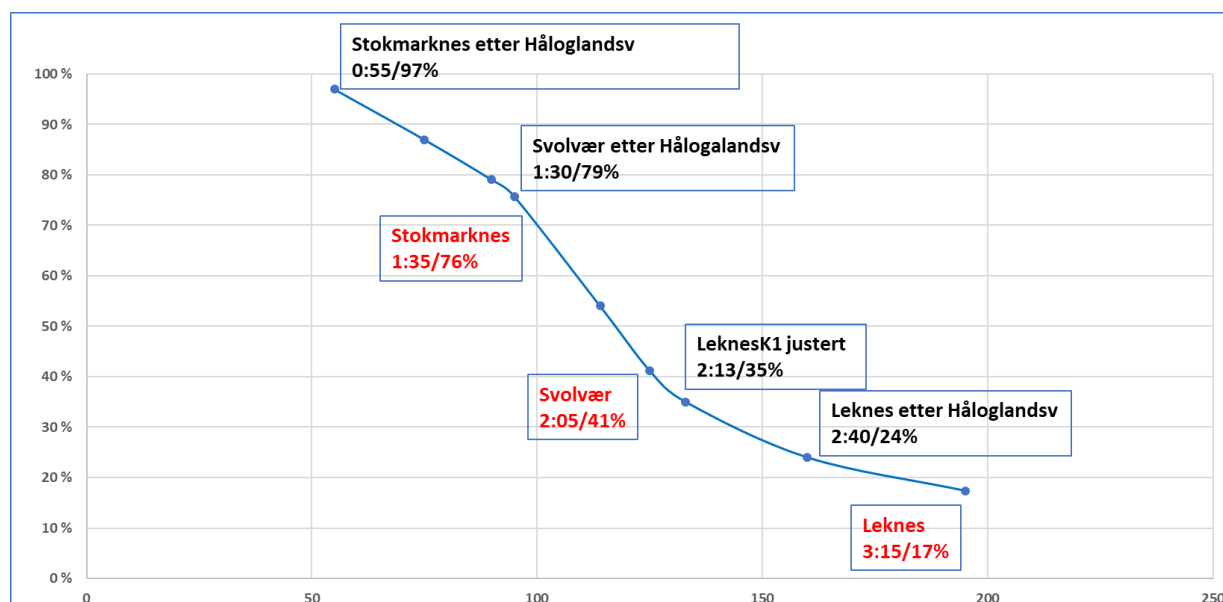 Stokmarknes etter Håloglandsv
0:55/97%
100 %
90 %
Svolvær etter Hålogalandsv
1:30/79%
80 %
70 %
Stokmarknes
1:35/76%
60 %
50 %
LeknesK1 justert
2:13/35%
40 %
Svolvær
2:05/41%
Leknes etter Håloglandsv
2:40/24%
30 %
20 %
Leknes
3:15/17%
10 %
0 %
0 50 100 150 200 250